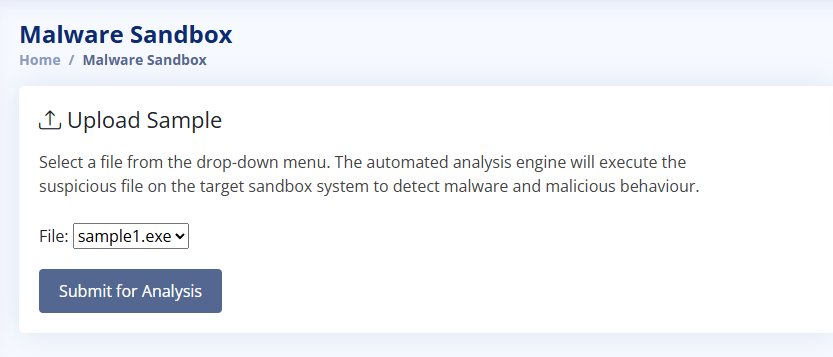 Malware Sandbox
Home / Malware Sandbox
Upload Sample
Select a file from the drop-down menu. The automated analysis engine will execute the
suspicious file on the target sandbox system to detect malware and malicious behaviour.
File: sample1.exe
Submit for Analysis